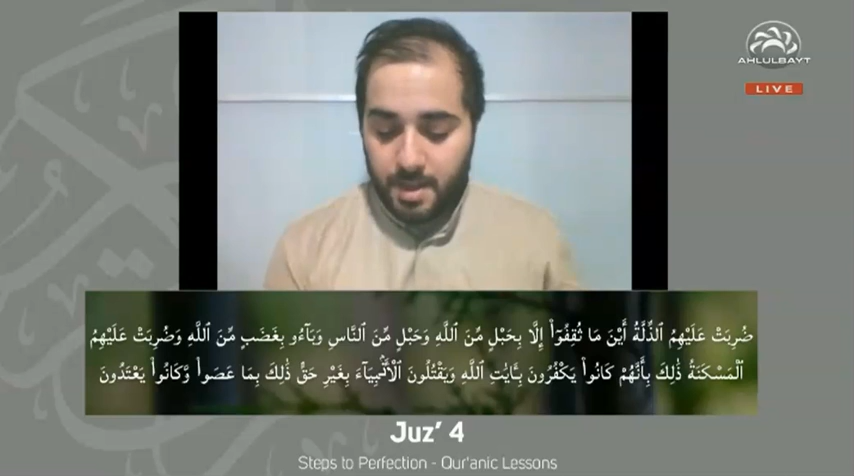 AHLULBAYT
LIVE
ضُرِبَتْ عَلَيْهِمُ ٱلذِّلَّةُ أَيْنَ مَا ثُقِفُوٓا۟ إِلَّا بِحَبْلٍ مِّنَ ٱللَّهِ وَحَبْلٍ مِّنَ ٱلنَّاسِ وَبَآءُو بِغَضَبٍ مِّنَ ٱللَّهِ وَضُرِبَتْ عَلَيْهِمُ
ٱلْمَسْكَنَةُ ذَٰلِكَ بِأَنَّهُمْ كَانُوا۟ يَكْفُرُونَ بِـَٔايَٰتِ ٱللَّهِ وَيَقْتُلُونَ ٱلْأَنۢبِيَآءَ بِغَيْرِ حَقٍّ ذَٰلِكَ بِمَا عَصَوا۟ وَّكَانُوا۟ يَعْتَدُونَ
Juz’ 4
Steps to Perfection - Qur'anic Lessons